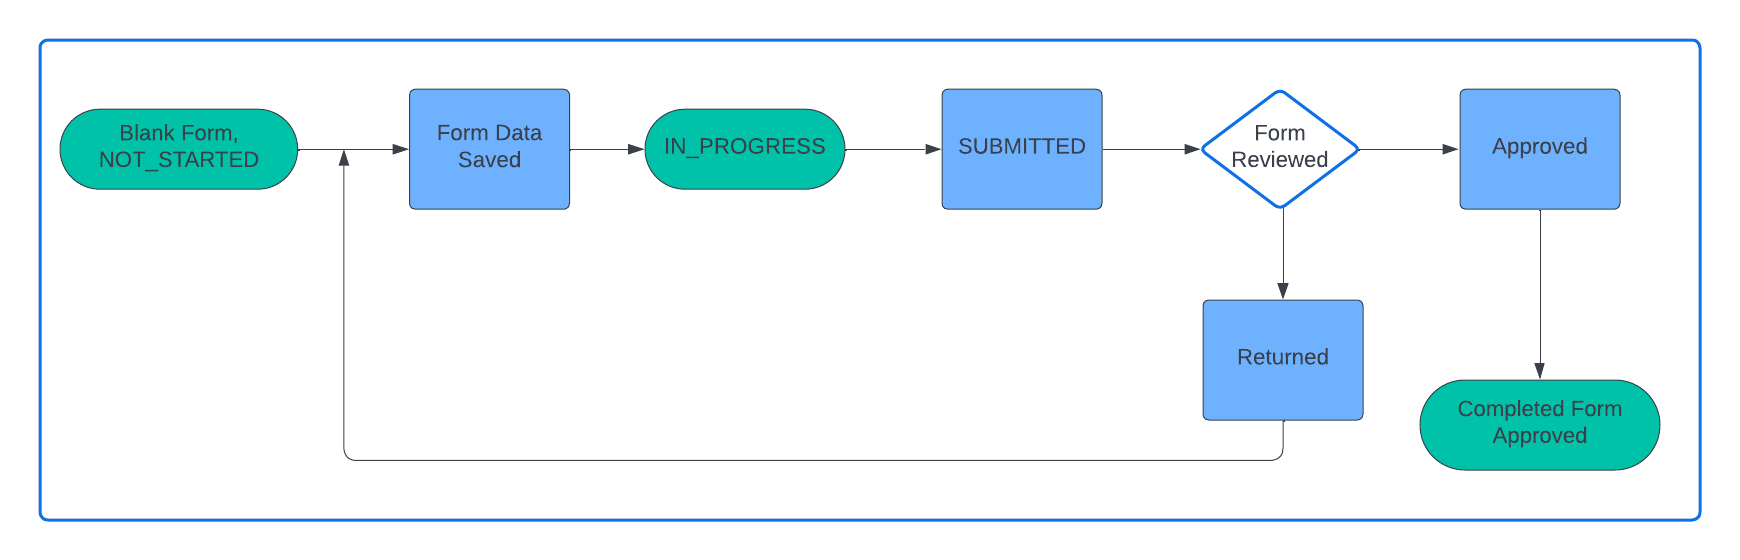 Blank Form,
NOT_STARTED
Form Data
Saved
IN_PROGRESS
SUBMITTED
Form
Reviewed
Approved
Returned
Completed Form
Approved